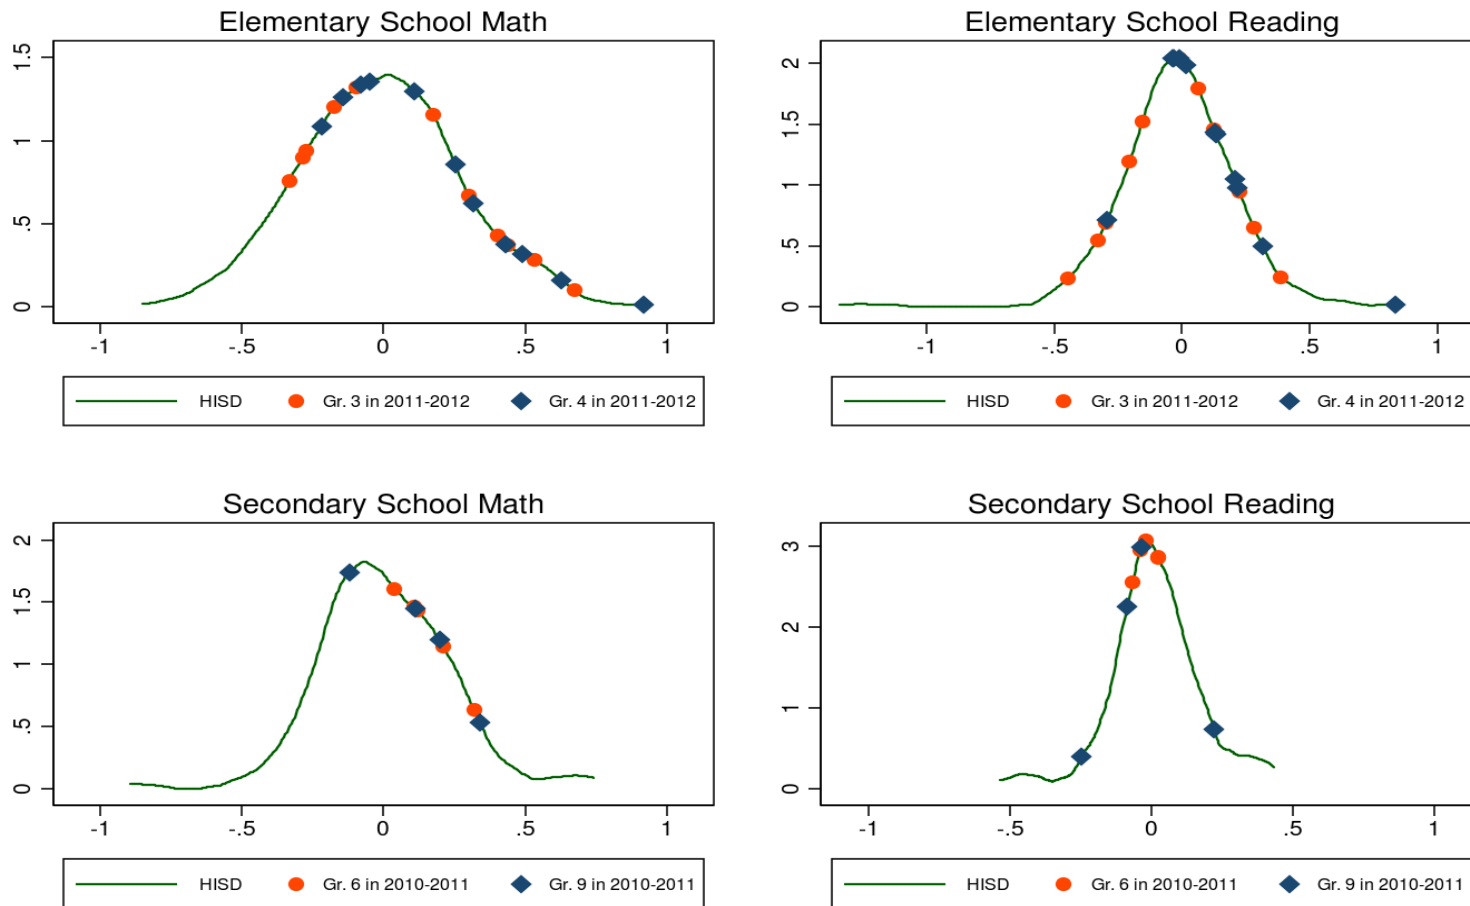 Elementary School Math
1.5
1
.5
0
-1 -.5 0 .5 1
HISD Gr. 3 in 2011-2012 Gr. 4 in 2011-2012
Elementary School Reading
2
1.5
1
.5
0
-1 -.5 0 .5 1
HISD Gr. 3 in 2011-2012 Gr. 4 in 2011-2012
Secondary School Math
2
1.5
1
.5
0
-1 -.5 0 .5 1
HISD Gr. 6 in 2010-2011 Gr. 9 in 2010-2011
Secondary School Reading
3
2
1
0
-1 -.5 0 .5 1
HISD Gr. 6 in 2010-2011 Gr. 9 in 2010-2011